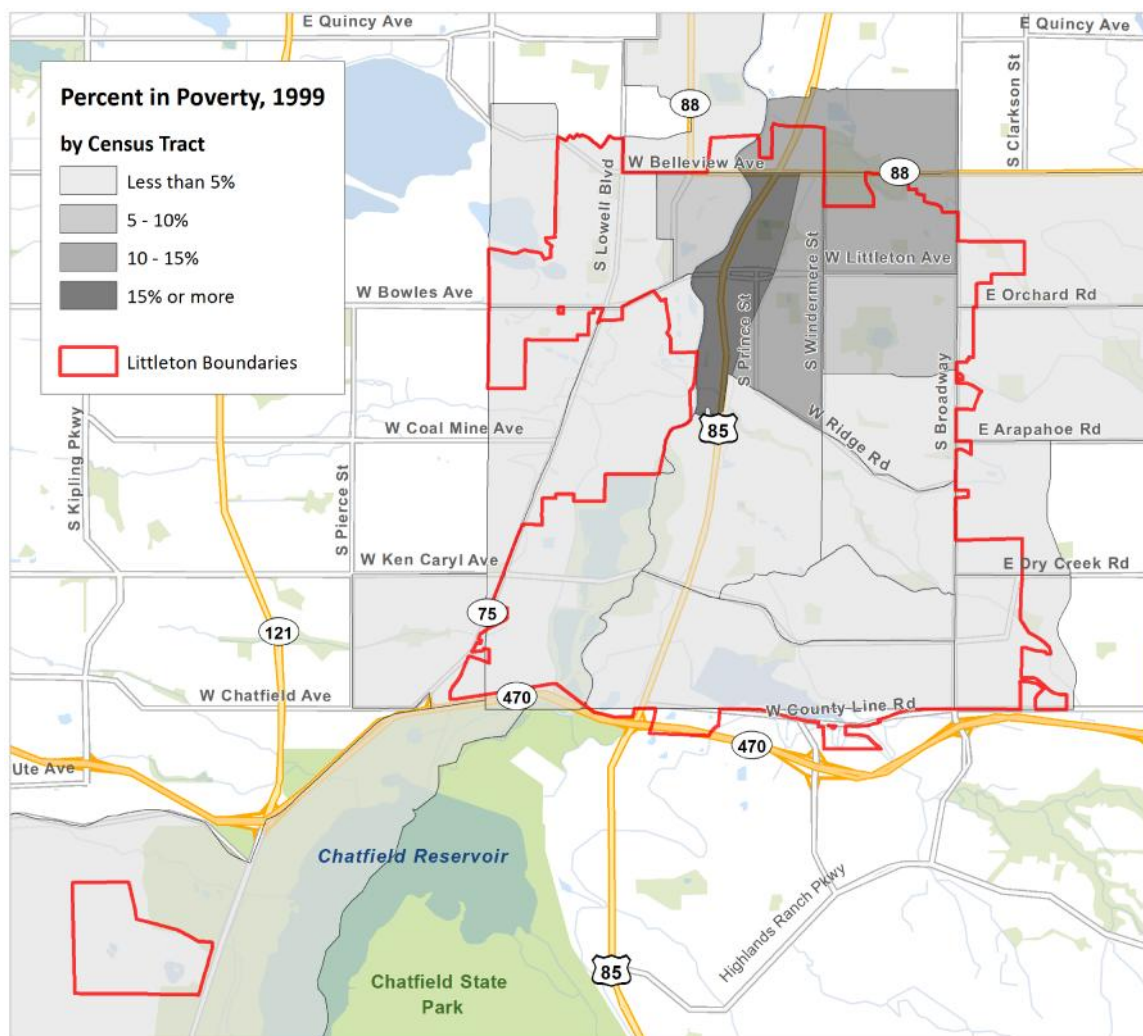 E Quincy Ave
E Quincy Ave
Percent in Poverty, 1999
by Census Tract
Less than 5%
5 - 10%
10 - 15%
15% or more
Littleton Boundaries
88
S Clarkson St
W Belleview Ave
88
S Lowell Blvd
W Littleton Ave
W Bowles Ave
E Orchard Rd
S Prince St
S Windermere St
S Broadway
W Coal Mine Ave
85
W Ridge Rd
E Arapahoe Rd
S Kipling Pkwy
S Pierce St
W Ken Caryl Ave
E Dry Creek Rd
75
121
W Chatfield Ave
470
W County Line Rd
470
Ute Ave
Chatfield Reservoir
Highlands Ranch Pkwy
85
Chatfield State
Park